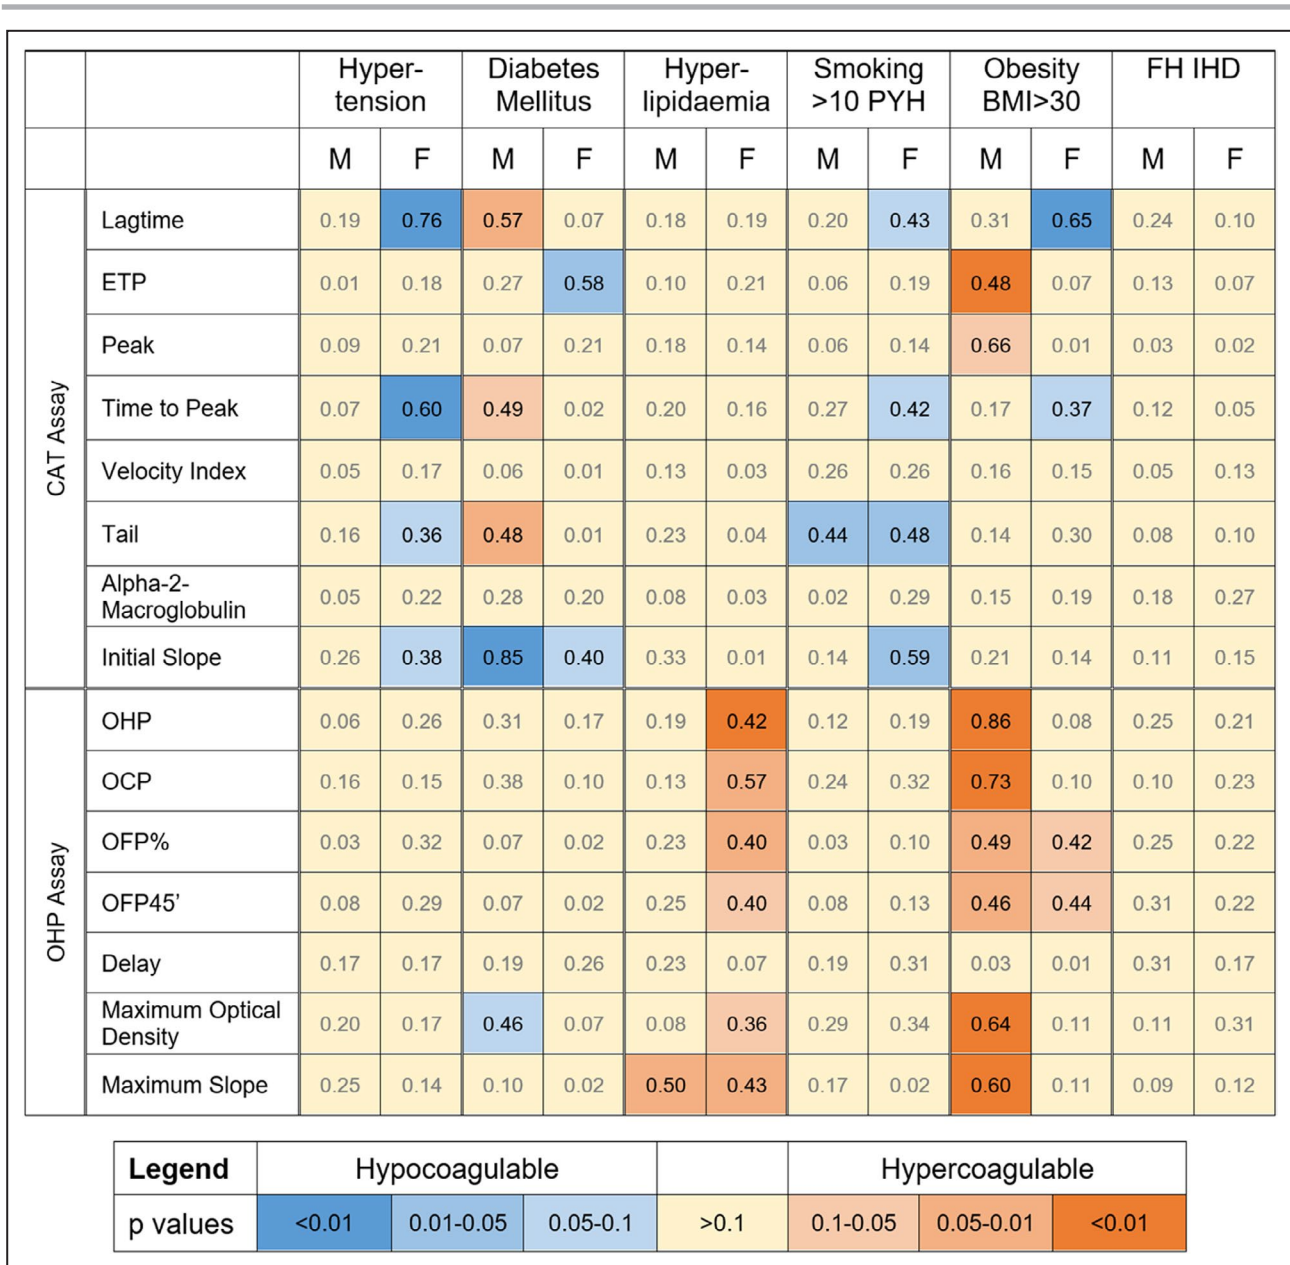 Hyper- Diabetes Hyper- Smoking Obesity FH IHD
tension Mellitus lipidaemia >10 PYH BMI>30
M F M F M F M F M F M F
CAT Assay
Lagtime 0.19 0.76 0.57 0.07 0.18 0.19 0.20 0.43 0.31 0.65 0.24 0.10
ETP 0.01 0.18 0.27 0.58 0.10 0.21 0.06 0.19 0.48 0.07 0.13 0.07
Peak 0.09 0.21 0.07 0.21 0.18 0.14 0.06 0.14 0.66 0.01 0.03 0.02
Time to Peak 0.07 0.60 0.49 0.02 0.20 0.16 0.27 0.42 0.17 0.37 0.12 0.05
Velocity Index 0.05 0.17 0.06 0.01 0.13 0.03 0.26 0.26 0.16 0.15 0.05 0.13
Tail 0.16 0.36 0.48 0.01 0.23 0.04 0.44 0.48 0.14 0.30 0.08 0.10
Alpha-2-
Macroglobulin 0.05 0.22 0.28 0.20 0.08 0.03 0.02 0.29 0.15 0.19 0.18 0.27
Initial Slope 0.26 0.38 0.85 0.40 0.33 0.01 0.14 0.59 0.21 0.14 0.11 0.15
OHP Assay
OHP 0.06 0.26 0.31 0.17 0.19 0.42 0.12 0.19 0.86 0.08 0.25 0.21
OCP 0.16 0.15 0.38 0.10 0.13 0.57 0.24 0.32 0.73 0.10 0.10 0.23
OFP% 0.03 0.32 0.07 0.02 0.23 0.40 0.03 0.10 0.49 0.42 0.25 0.22
OFP45' 0.08 0.29 0.07 0.02 0.25 0.40 0.08 0.13 0.46 0.44 0.31 0.22
Delay 0.17 0.17 0.19 0.26 0.23 0.07 0.19 0.31 0.03 0.01 0.31 0.17
Maximum Optical
Density 0.20 0.17 0.46 0.07 0.08 0.36 0.29 0.34 0.64 0.11 0.11 0.31
Maximum Slope 0.25 0.14 0.10 0.02 0.50 0.43 0.17 0.02 0.60 0.11 0.09 0.12
Legend Hypocoagulable Hypercoagulable
p values <0.01 0.01-0.05 0.05-0.1 >0.1 0.1-0.05 0.05-0.01 <0.01